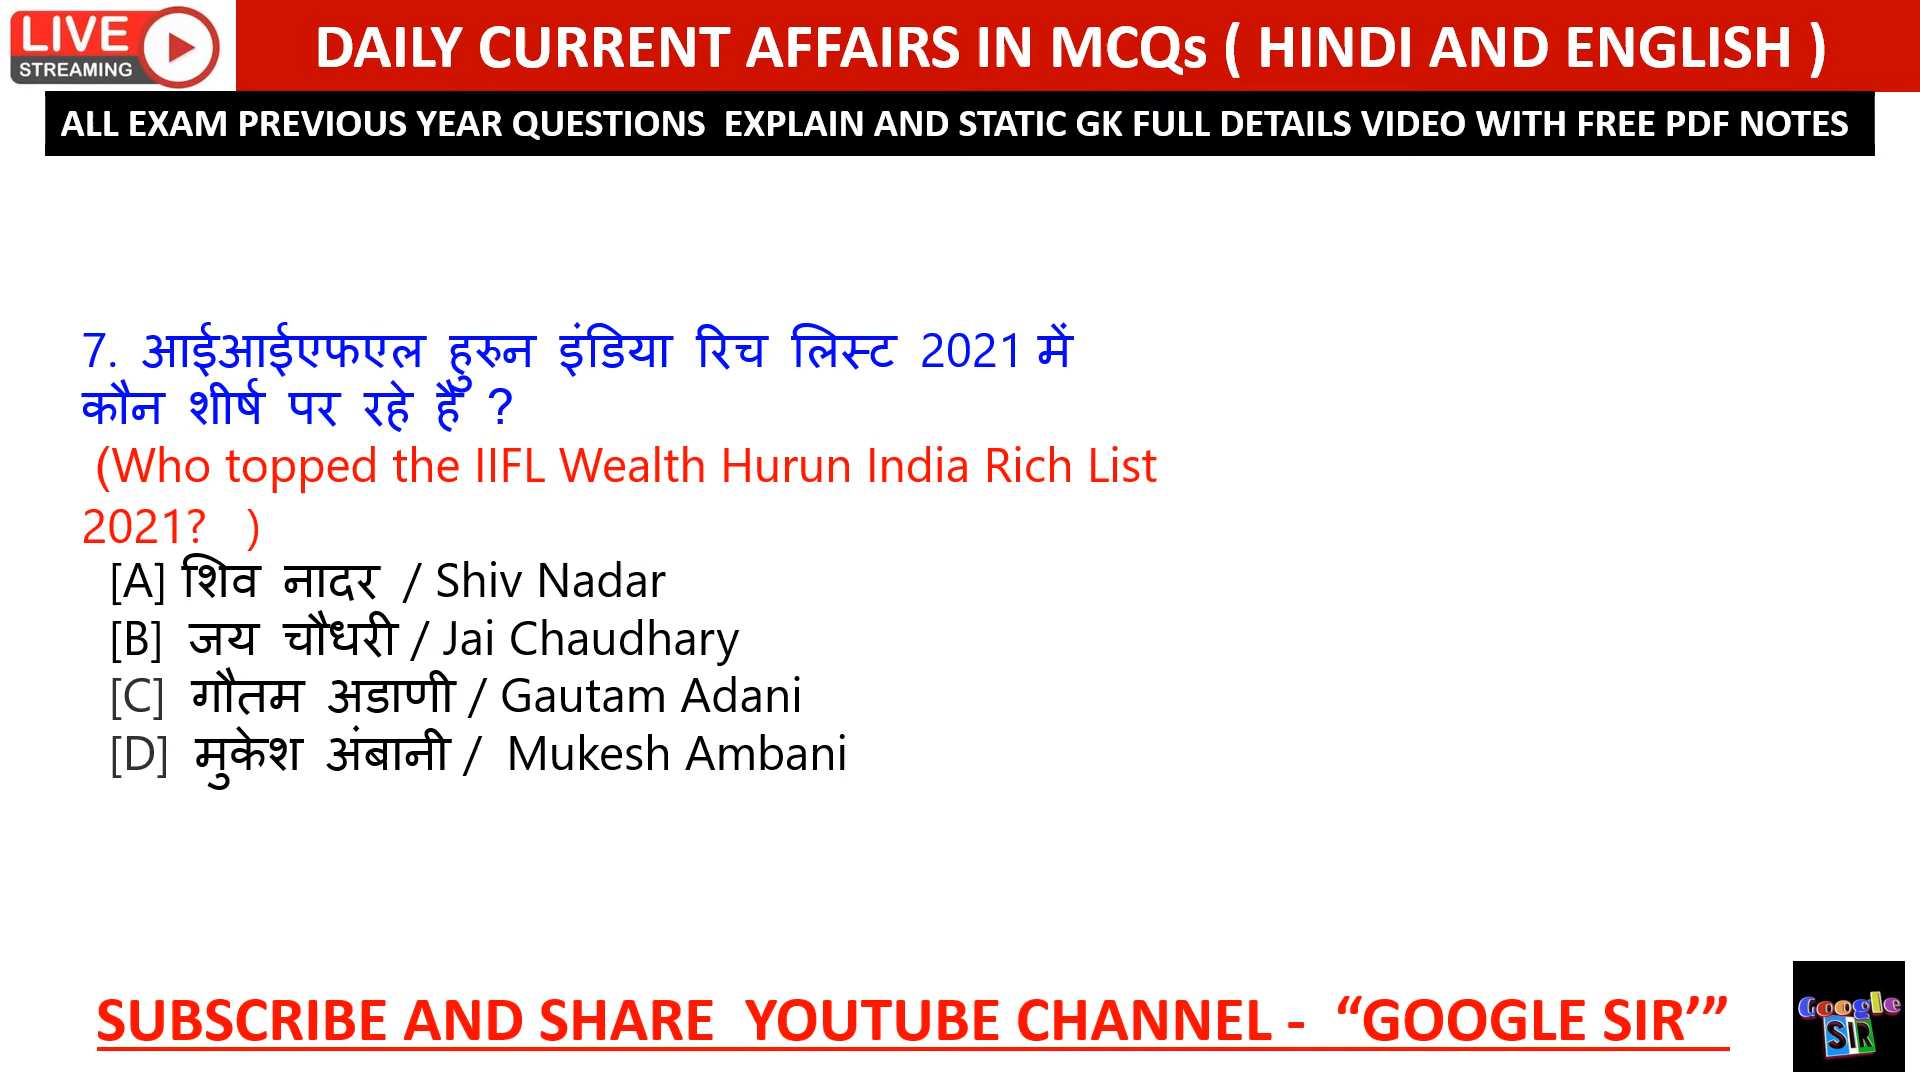 LIVE
STREAMING
DAILY CURRENT AFFAIRS IN MCQs ( HINDI AND ENGLISH )
ALL EXAM PREVIOUS YEAR QUESTIONS EXPLAIN AND STATIC GK FULL DETAILS VIDEO WITH FREE PDF NOTES
7. आईआईएफएल हुरुन इंडिया रिच लिस्ट 2021 में
कौन शीर्ष पर रहे हैं ?
(Who topped the IIFL Wealth Hurun India Rich List
2021? )
[A] शिव नादर / Shiv Nadar
[B] जय चौधरी / Jai Chaudhary
[C] गौतम अडाणी / Gautam Adani
[D] मुकेश अंबानी / Mukesh Ambani
SUBSCRIBE AND SHARE YOUTUBE CHANNEL - “GOOGLE SIR’”
Google
SIR